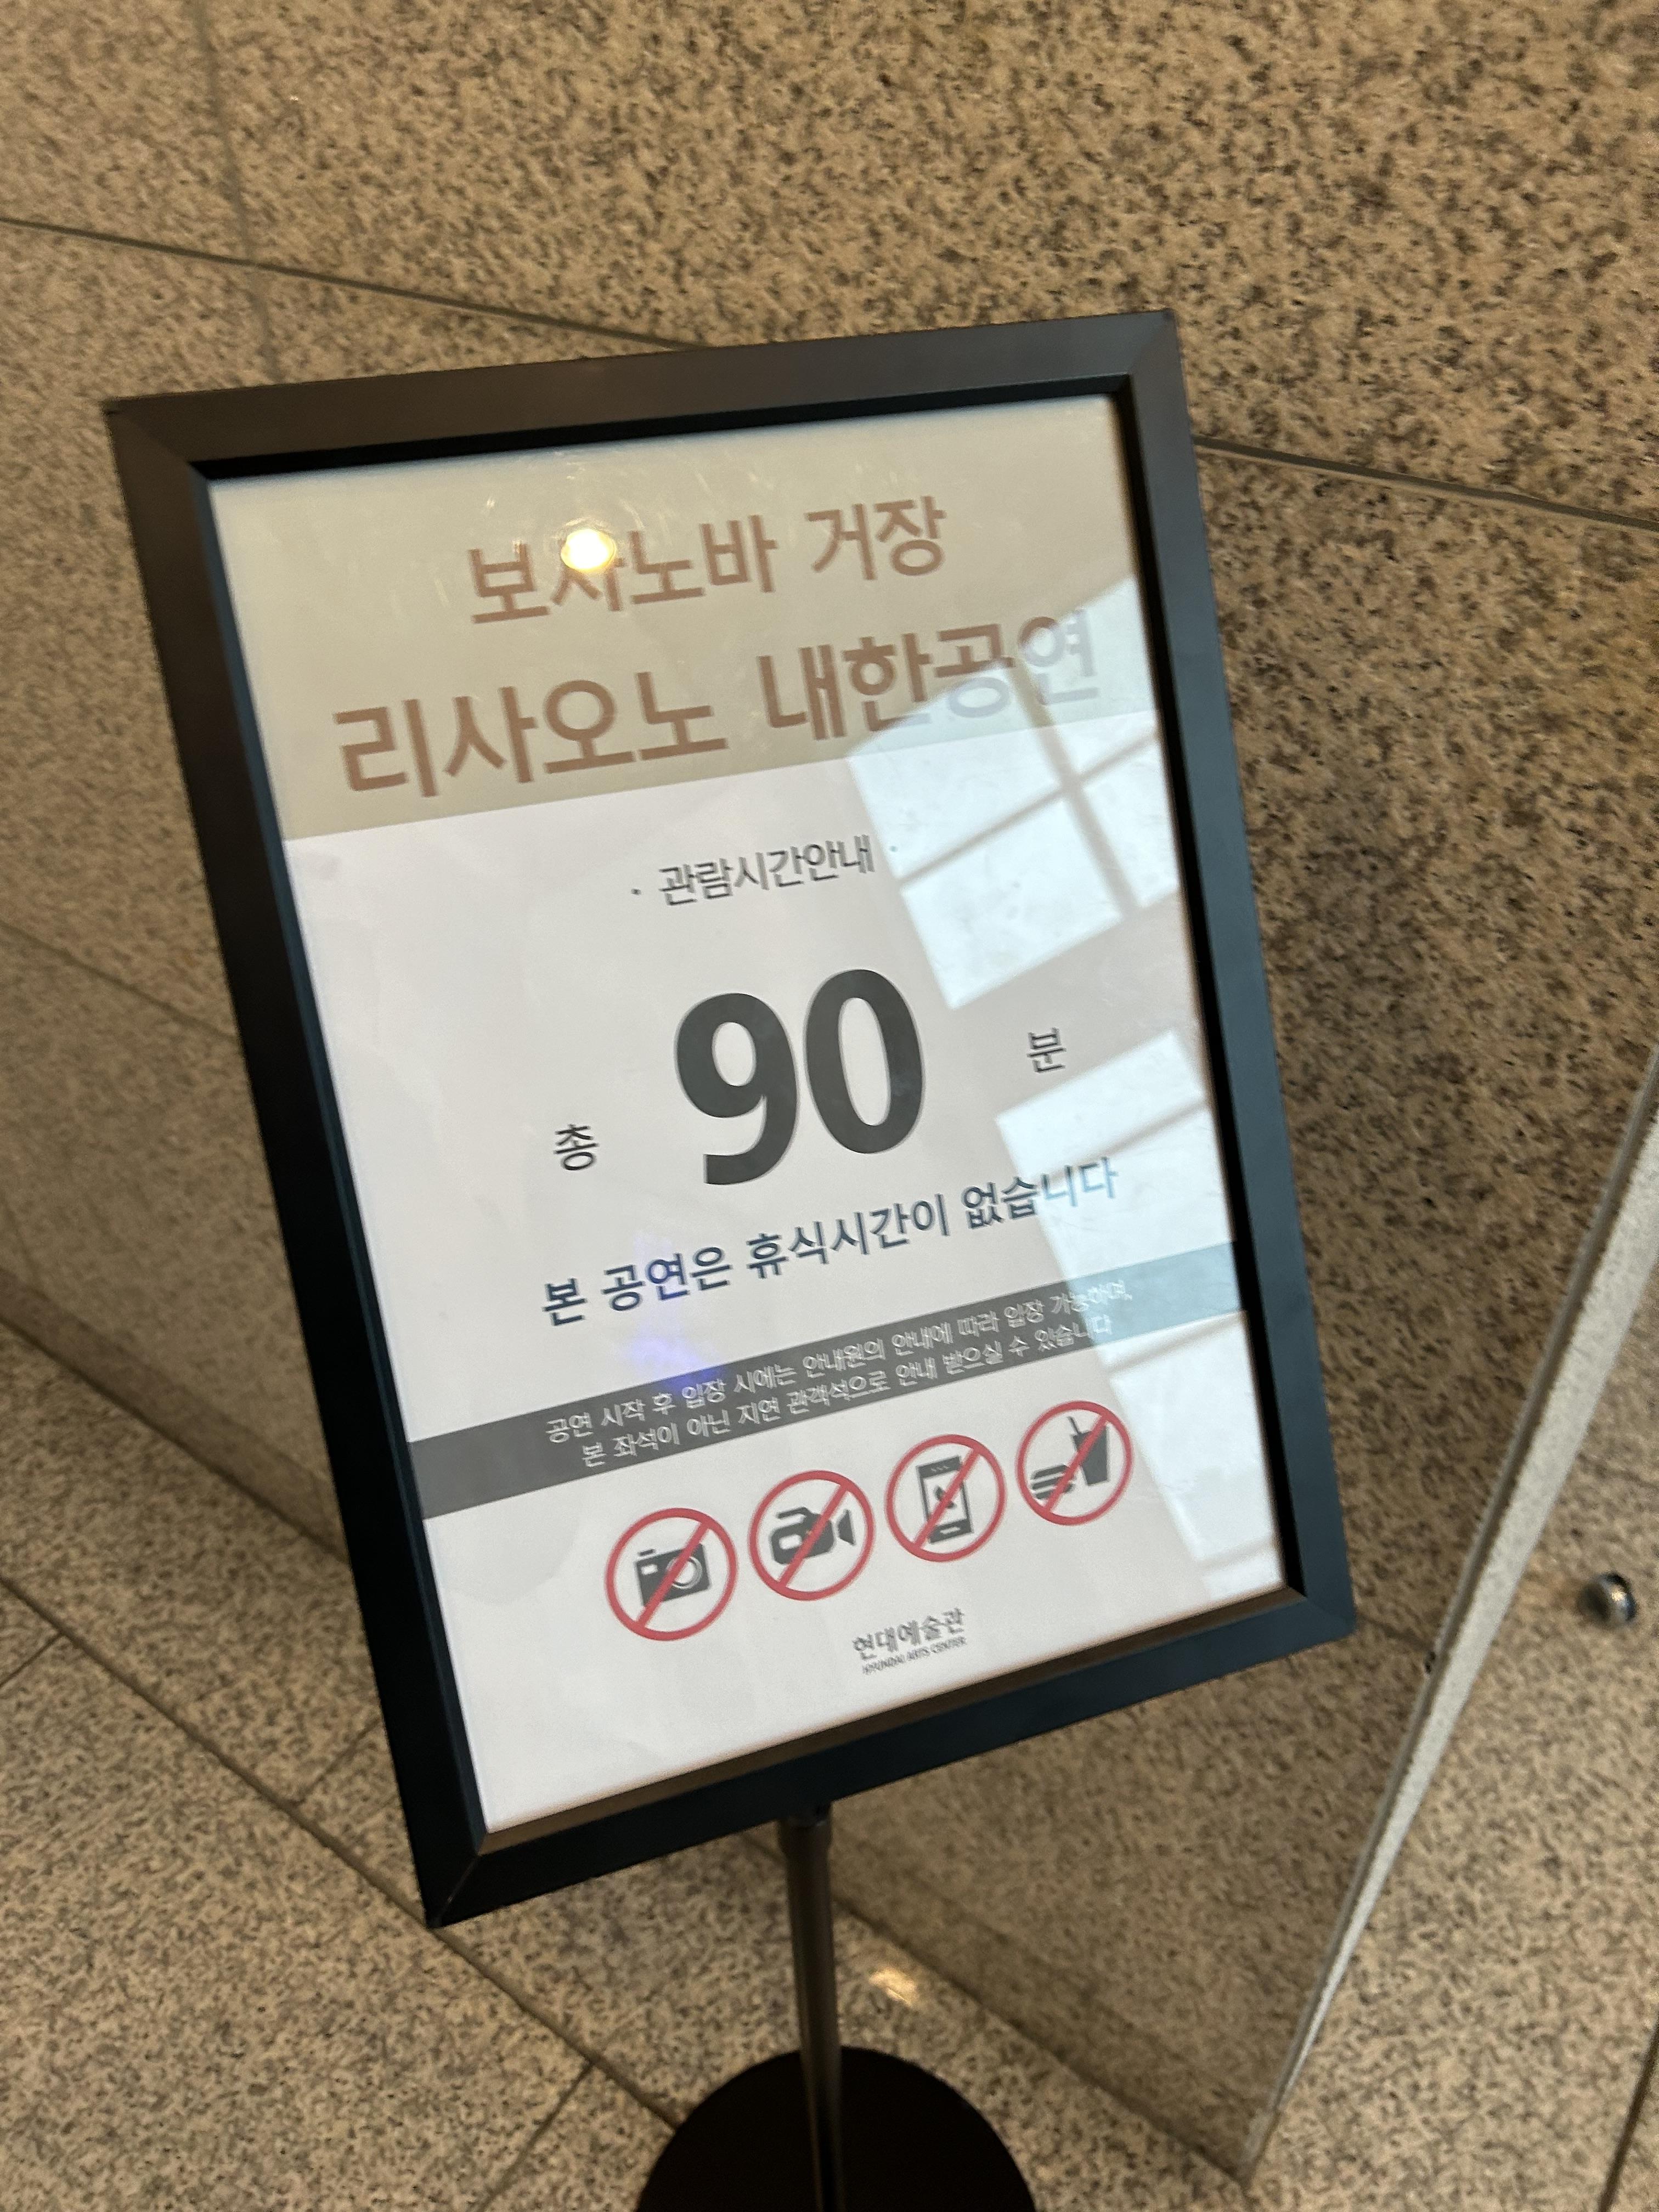 보사노바 거장
리사오노 내한공연
· 관람시간안내 ·
총 90 분
본 공연은 휴식시간이 없습니다
공연 시작 후 입장 시에는 안내원의 안내에 따라 입장 가능하며,
본 좌석이 아닌 지연 관객석으로 안내 받으실 수 있습니다
현대예술관
HYUNDAI ARTS CENTER